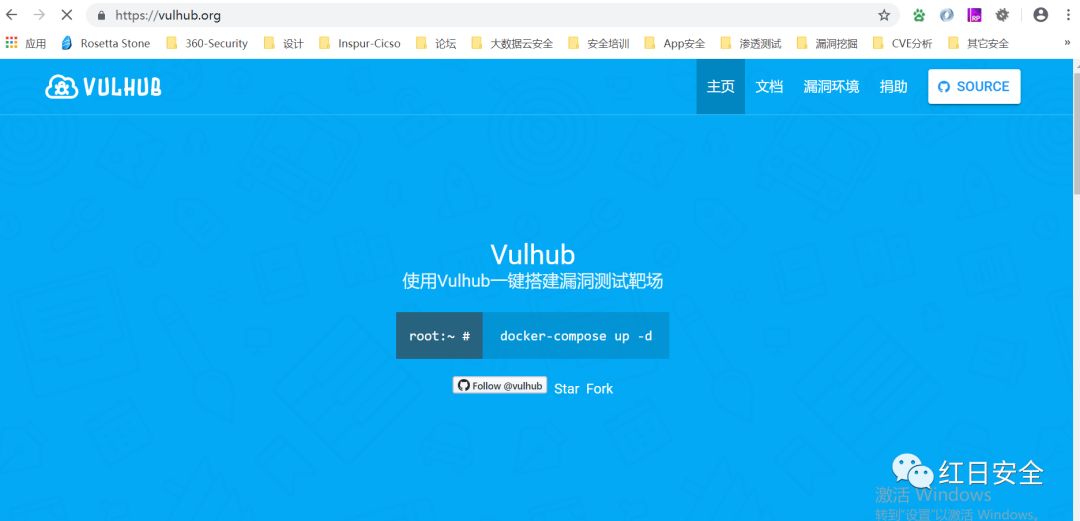 https://vulhub.org
应用 Rosetta Stone 360-Security 设计 Inspur-Cicso 论坛 大数据云安全 安全培训 App安全 渗透测试 漏洞挖掘 CVE分析 其它安全 »
VULHUB 主页 文档 漏洞环境 捐助 SOURCE
Vulhub
使用Vulhub一键搭建漏洞测试靶场
root:~ # docker-compose up -d
Follow @vulhub Star Fork
红日安全
激活 Windows
转到"设置"以激活 Windows。